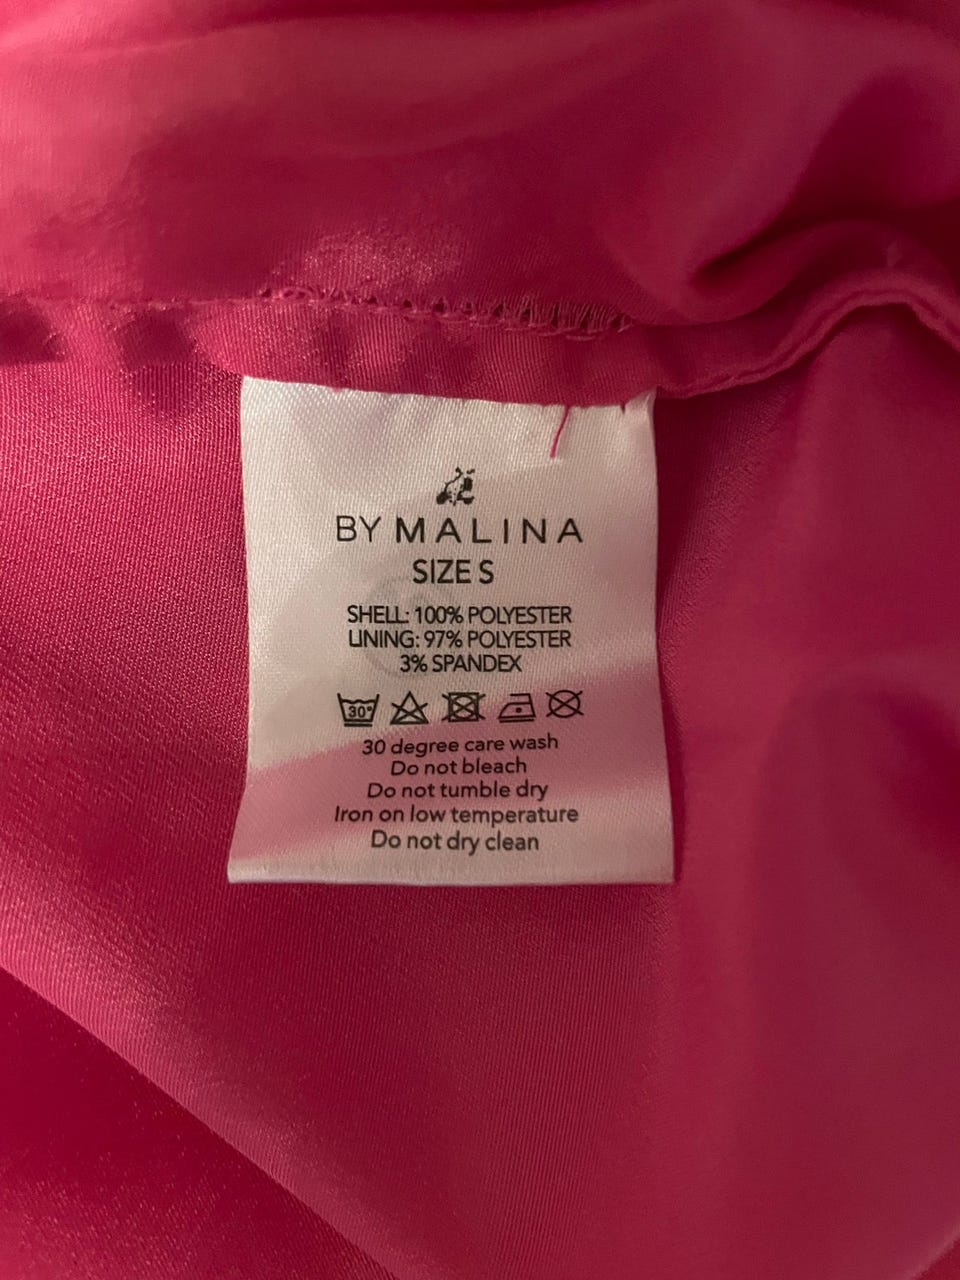 BY MALINA
SIZE S
SHELL: 100% POLYESTER
LINING: 97% POLYESTER
3% SPANDEX
30°
30 degree care wash
Do not bleach
Do not tumble dry
Iron on low temperature
Do not dry clean